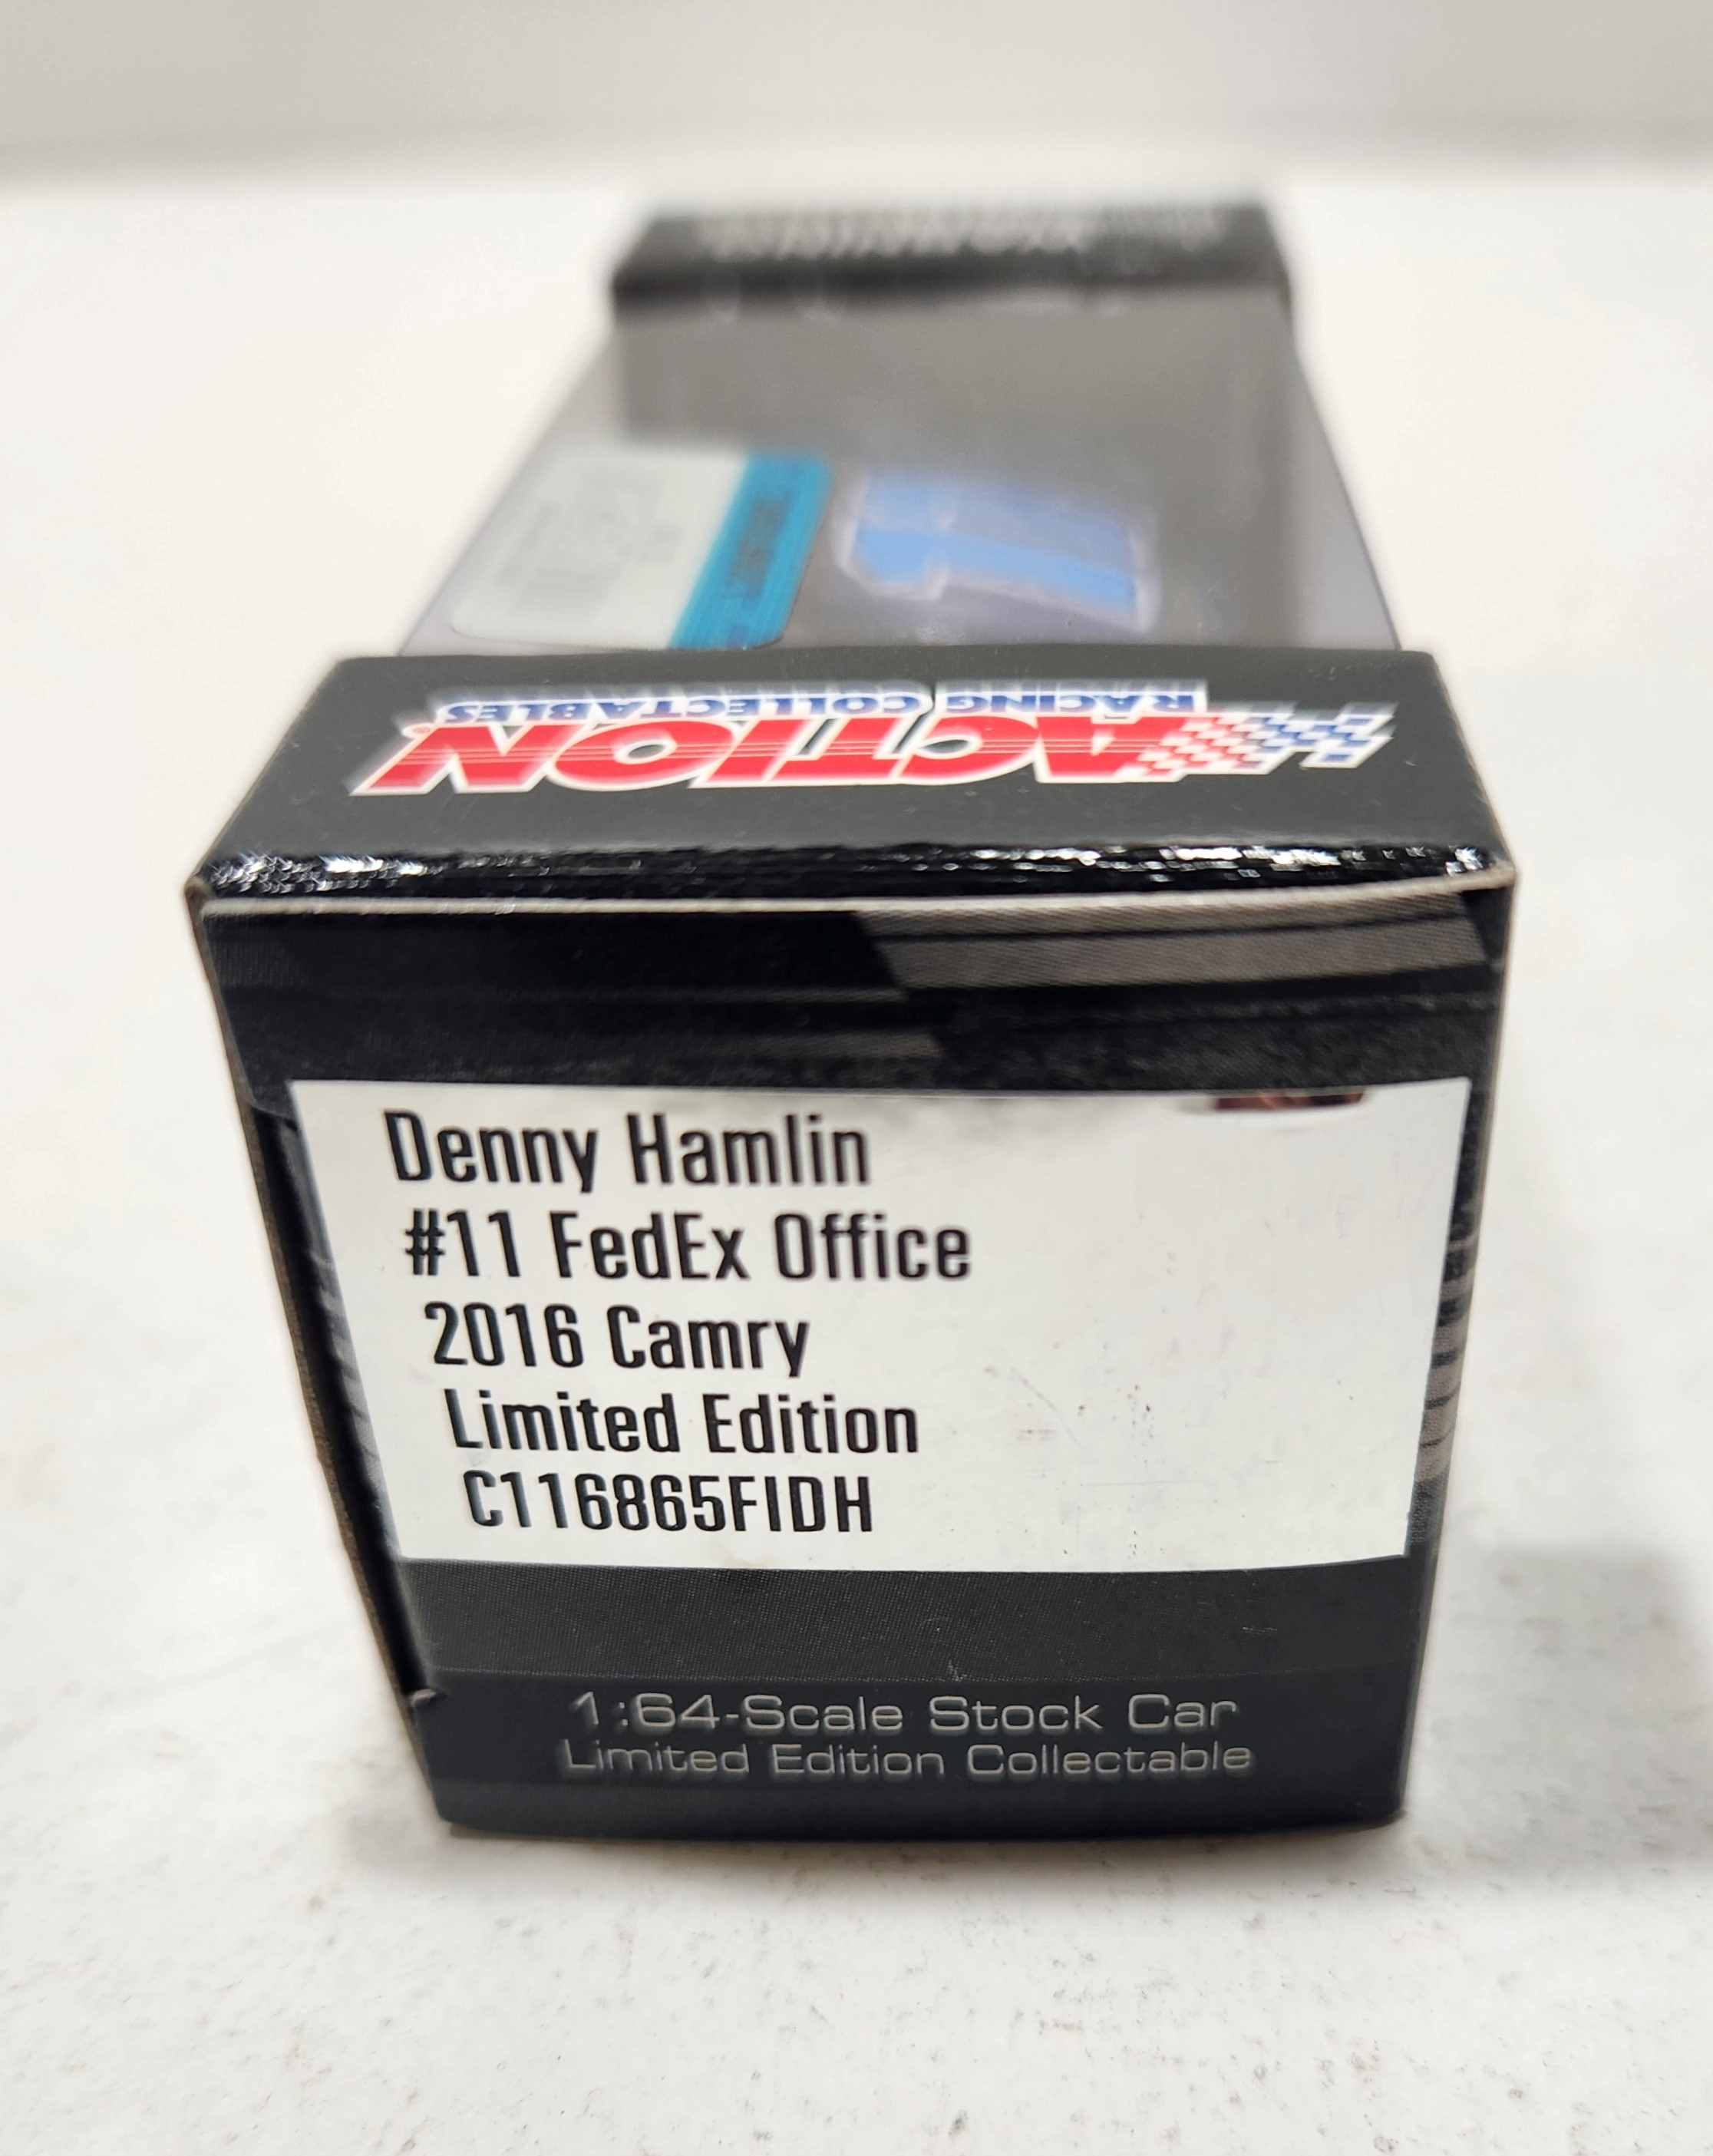 ACTION®
RACING COLLECTABLES
Denny Hamlin
#11 FedEx Office
2016 Camry
Limited Edition
C116865FIDH
1:64-Scale Stock Car
Limited Edition Collectable